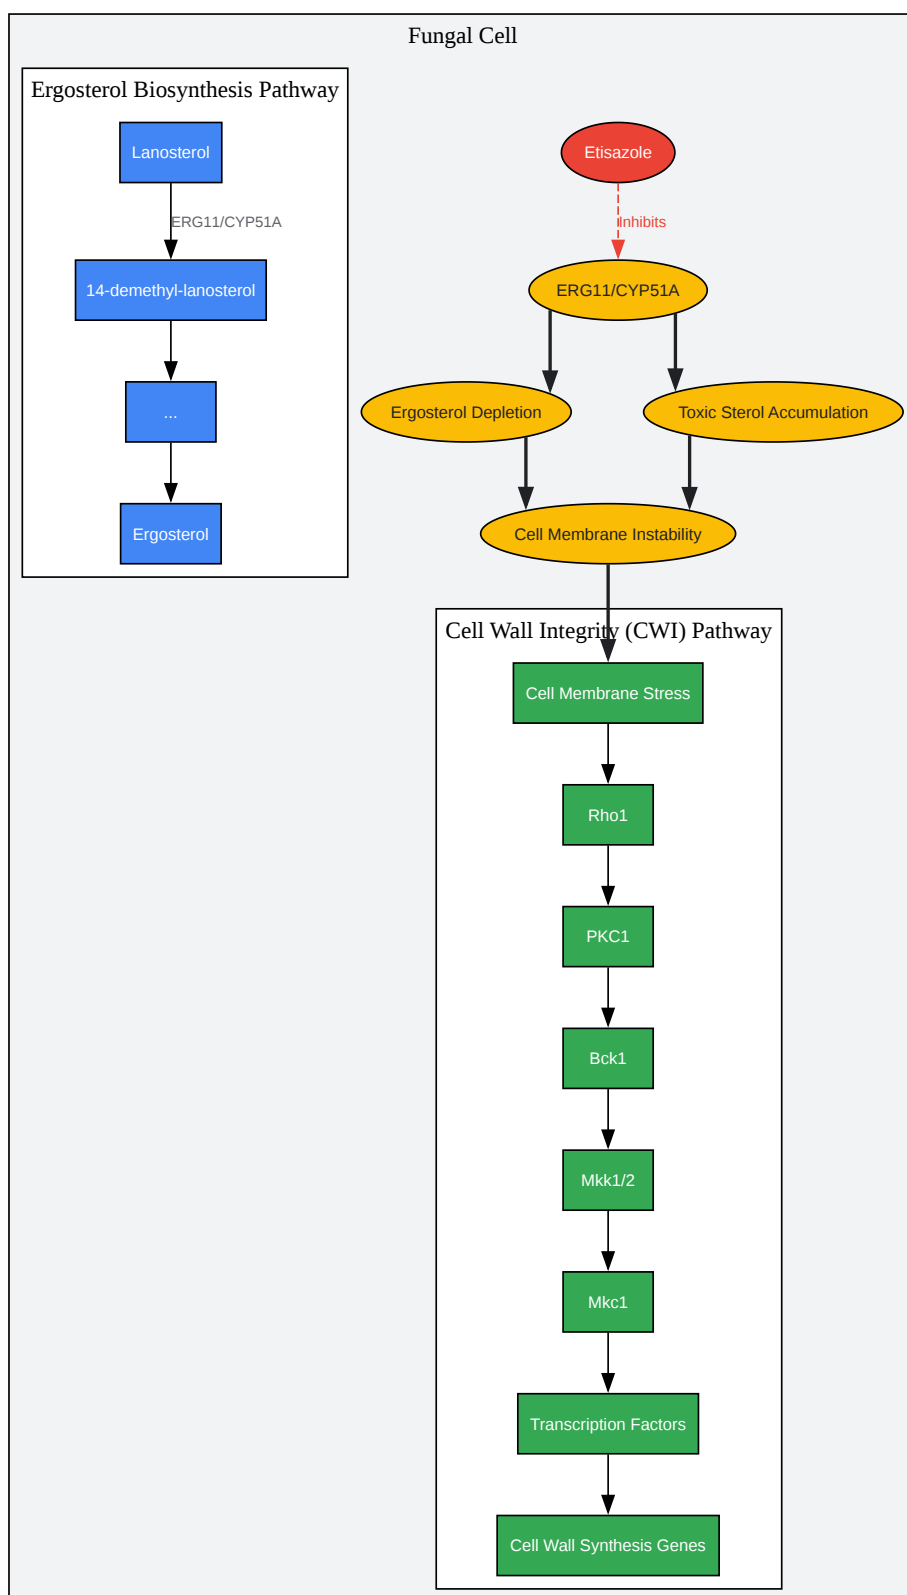 Fungal Cell
Ergosterol Biosynthesis Pathway
Lanosterol
ERG11/CYP51A
14-demethyl-lanosterol
...
Ergosterol
Etisazole
Inhibits
ERG11/CYP51A
Ergosterol Depletion
Toxic Sterol Accumulation
Cell Membrane Instability
Cell Wall Integrity (CWI) Pathway
Cell Membrane Stress
Rho1
PKC1
Bck1
Mkk1/2
Mkc1
Transcription Factors
Cell Wall Synthesis Genes